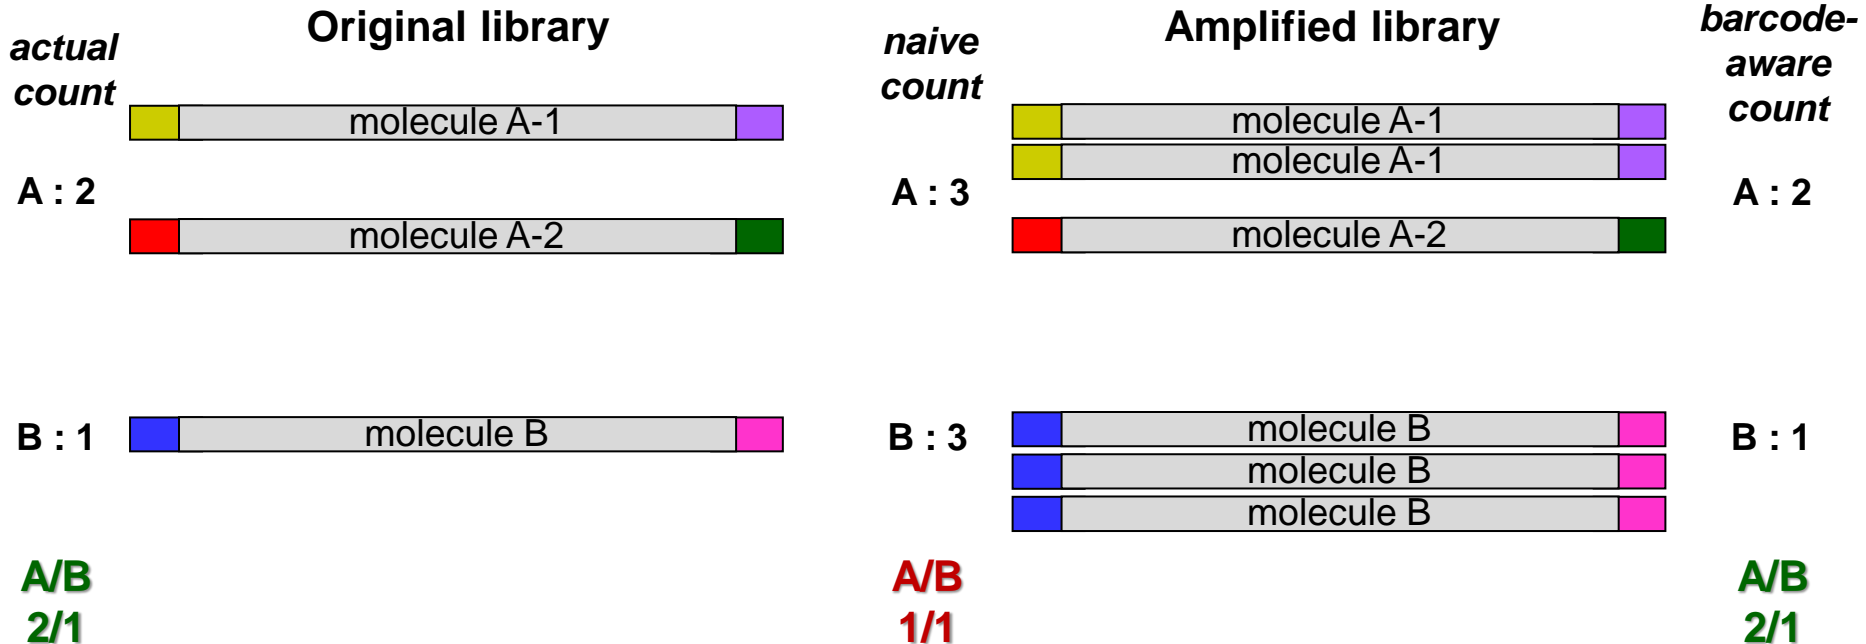 actual
count
Original library
naive
count
Amplified library
barcode-
aware
count
molecule A-1
molecule A-1
molecule A-1
A : 2
A : 3
A : 2
molecule A-2
molecule A-2
B : 1
molecule B
B : 3
molecule B
molecule B
molecule B
B : 1
A/B
2/1
A/B
1/1
A/B
2/1